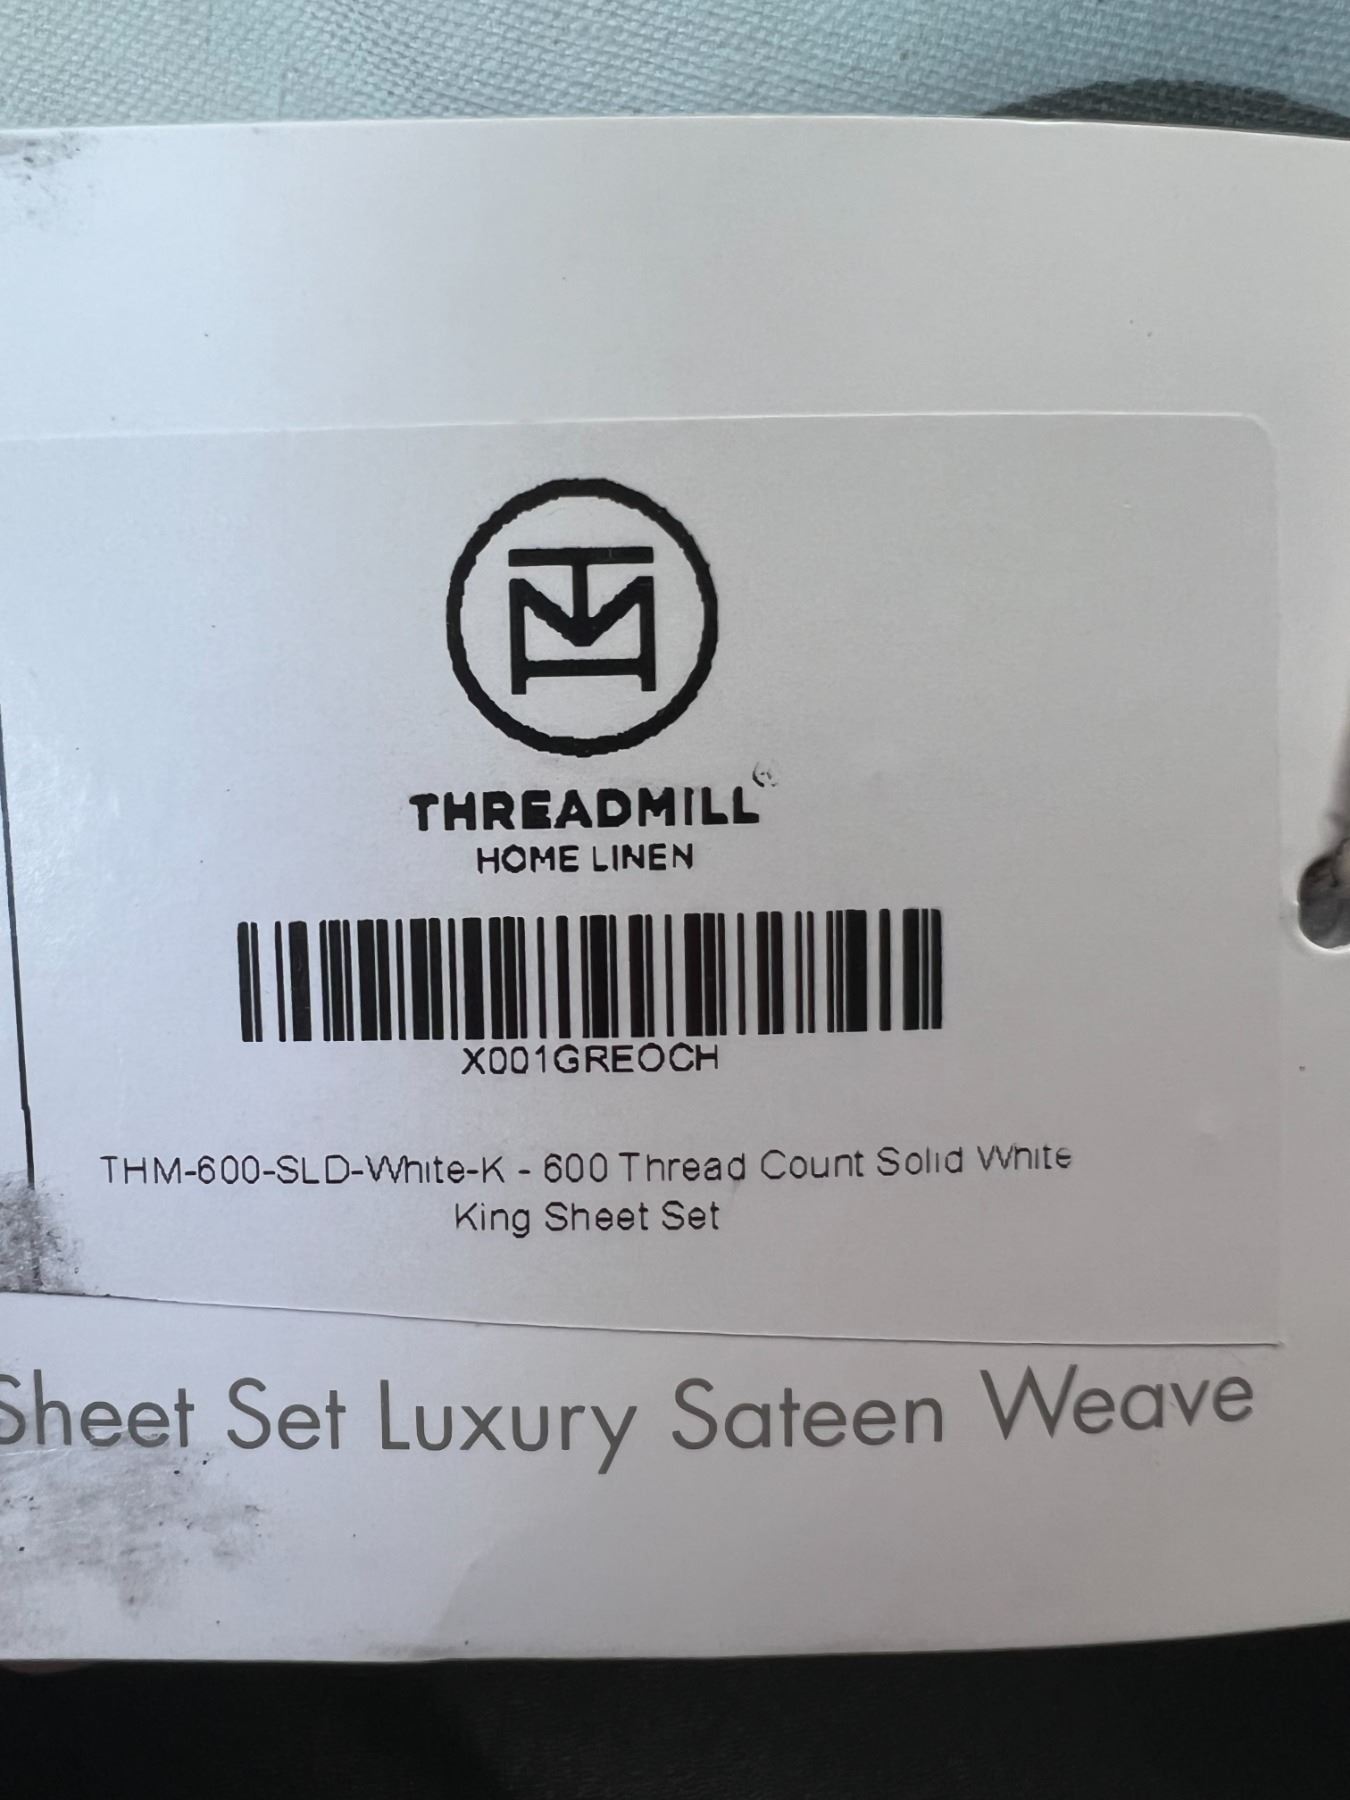 THREADMILL®
HOME LINEN
X001GREOCH
THM-600-SLD-White-K - 600 Thread Count Solid White
King Sheet Set
Sheet Set Luxury Sateen Weave